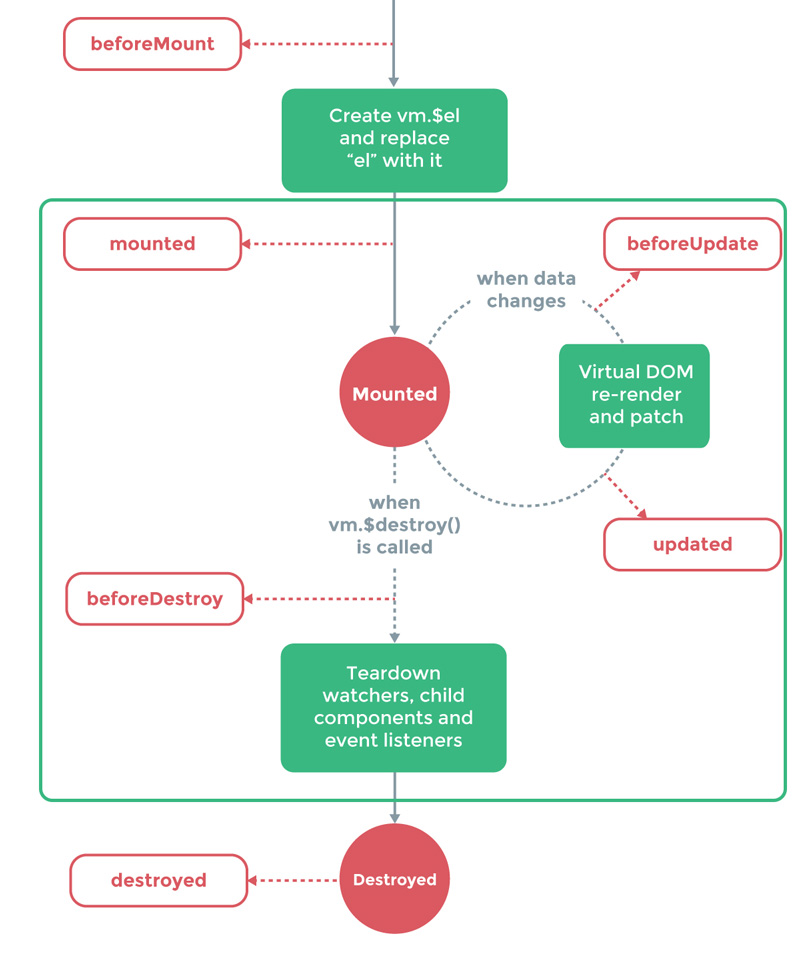 beforeMount
Create vm.$el
and replace
“el” with it
mounted
beforeUpdate
when data
changes
Mounted
Virtual DOM
re-render
and patch
when
vm.$destroy()
is called
updated
beforeDestroy
Teardown
watchers, child
components and
event listeners
destroyed
Destroyed